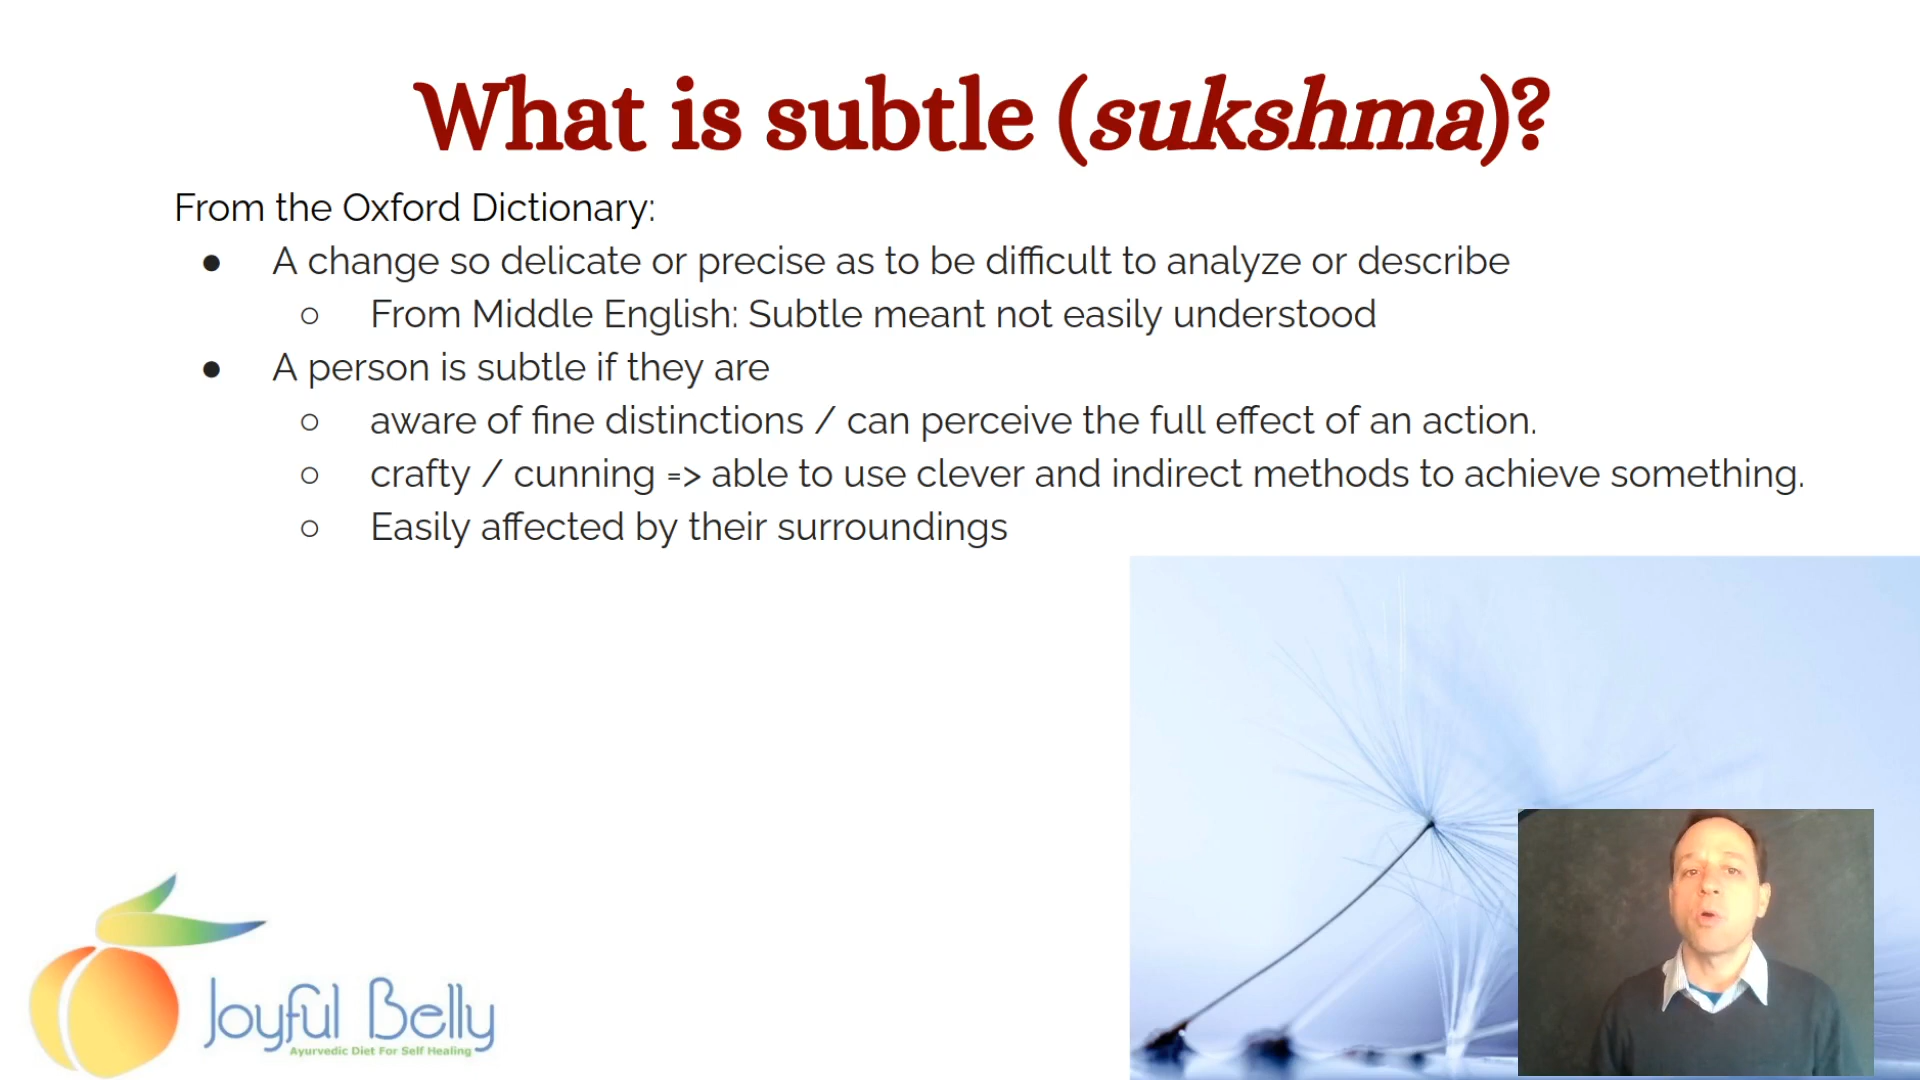 What is subtle (sukshma)?
From the Oxford Dictionary:
● A change so delicate or precise as to be difficult to analyze or describe
○ From Middle English: Subtle meant not easily understood
● A person is subtle if they are
○ aware of fine distinctions / can perceive the full effect of an action.
○ crafty / cunning => able to use clever and indirect methods to achieve something.
○ Easily affected by their surroundings
Joyful Belly
Ayurvedic Diet For Self Healing